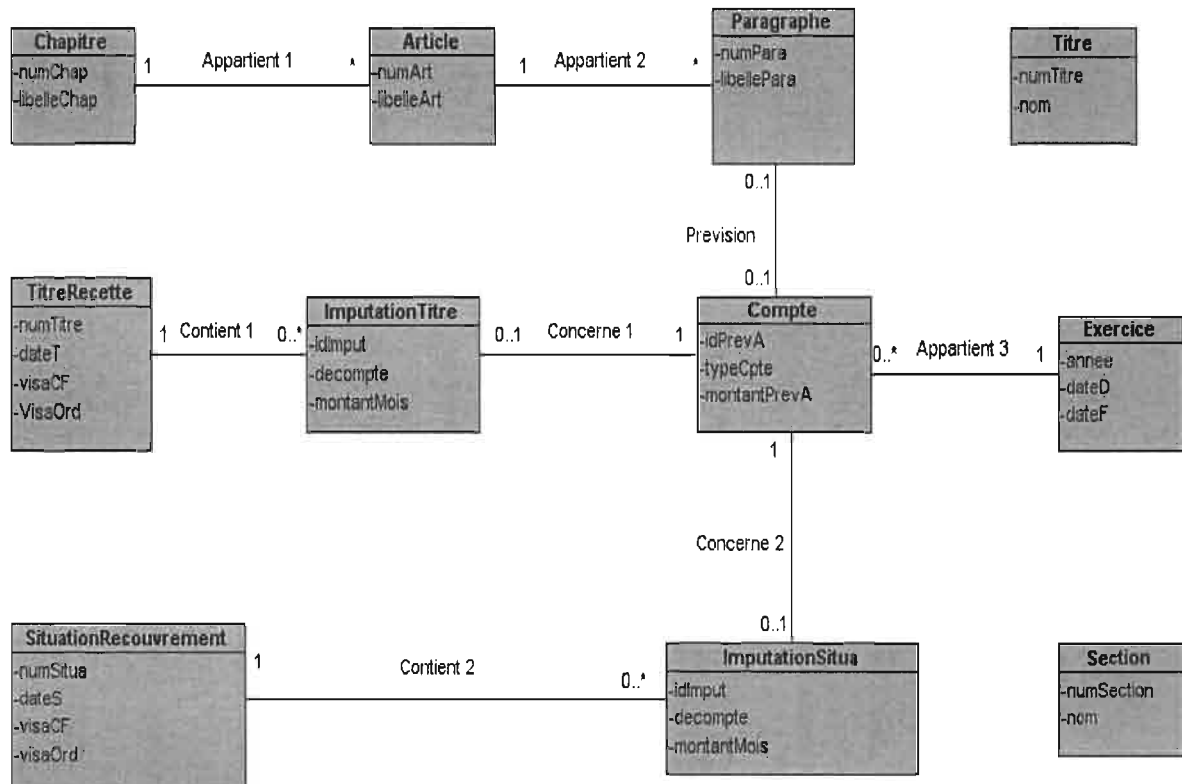 Chapitre
-numChap
-libelleChap
1 Appartient 1 *
Article
-numArt
-libelleArt
1 Appartient 2 *
Paragraphe
-numPara
-libellePara
Titre
-numTitre
-nom
0..1
Prevision
0..1
TitreRecette
-numTitre
-dateT
-visaCF
-VisaOrd
1 Contient 1 0..*
ImputationTitre
-idImput
-decompte
-montantMois
0..1 Concerne 1 1
Compte
-idPrevA
-typeCpte
-montantPrevA
0..* Appartient 3 1
Exercice
-annee
-dateD
-dateF
1
Concerne 2
0..1
SituationRecouvrement
-numSitua
-dateS
-visaCF
-visaOrd
1 Contient 2 0..*
ImputationSitua
-idImput
-decompte
-montantMois
Section
-numSection
-nom